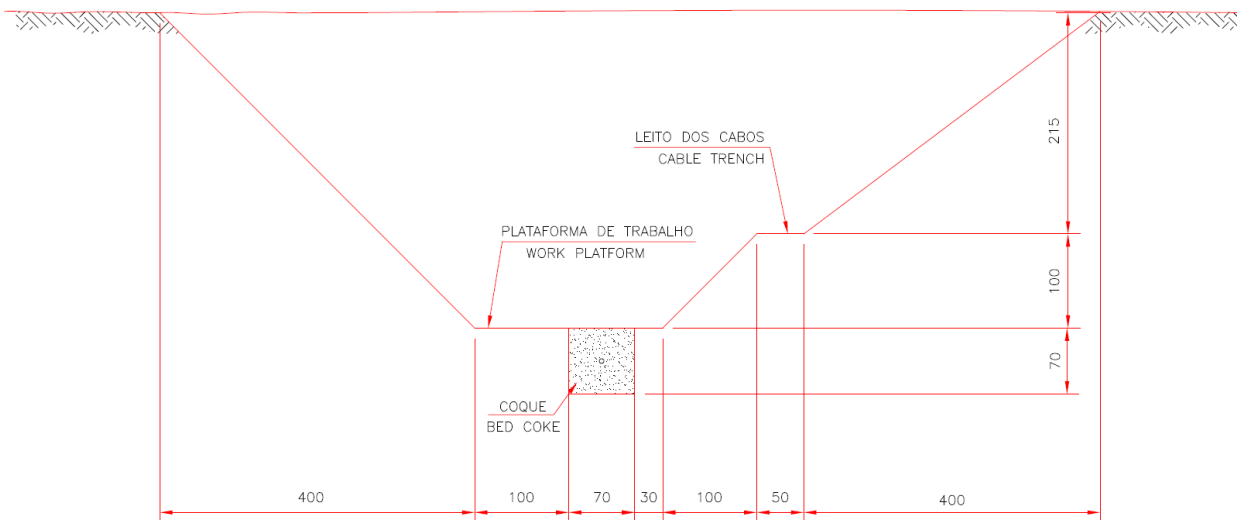 LEITO DOS CABOS
CABLE TRENCH
215
PLATAFORMA DE TRABALHO
WORK PLATFORM
100
70
COQUE
BED COKE
400
100
70
30
100
50
400